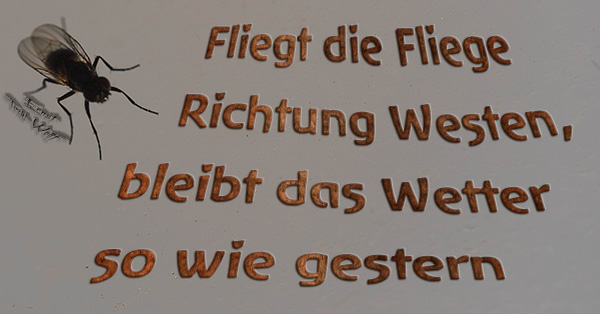 Fliegt die Fliege
Richtung Westen,
bleibt das Wetter
so wie gestern